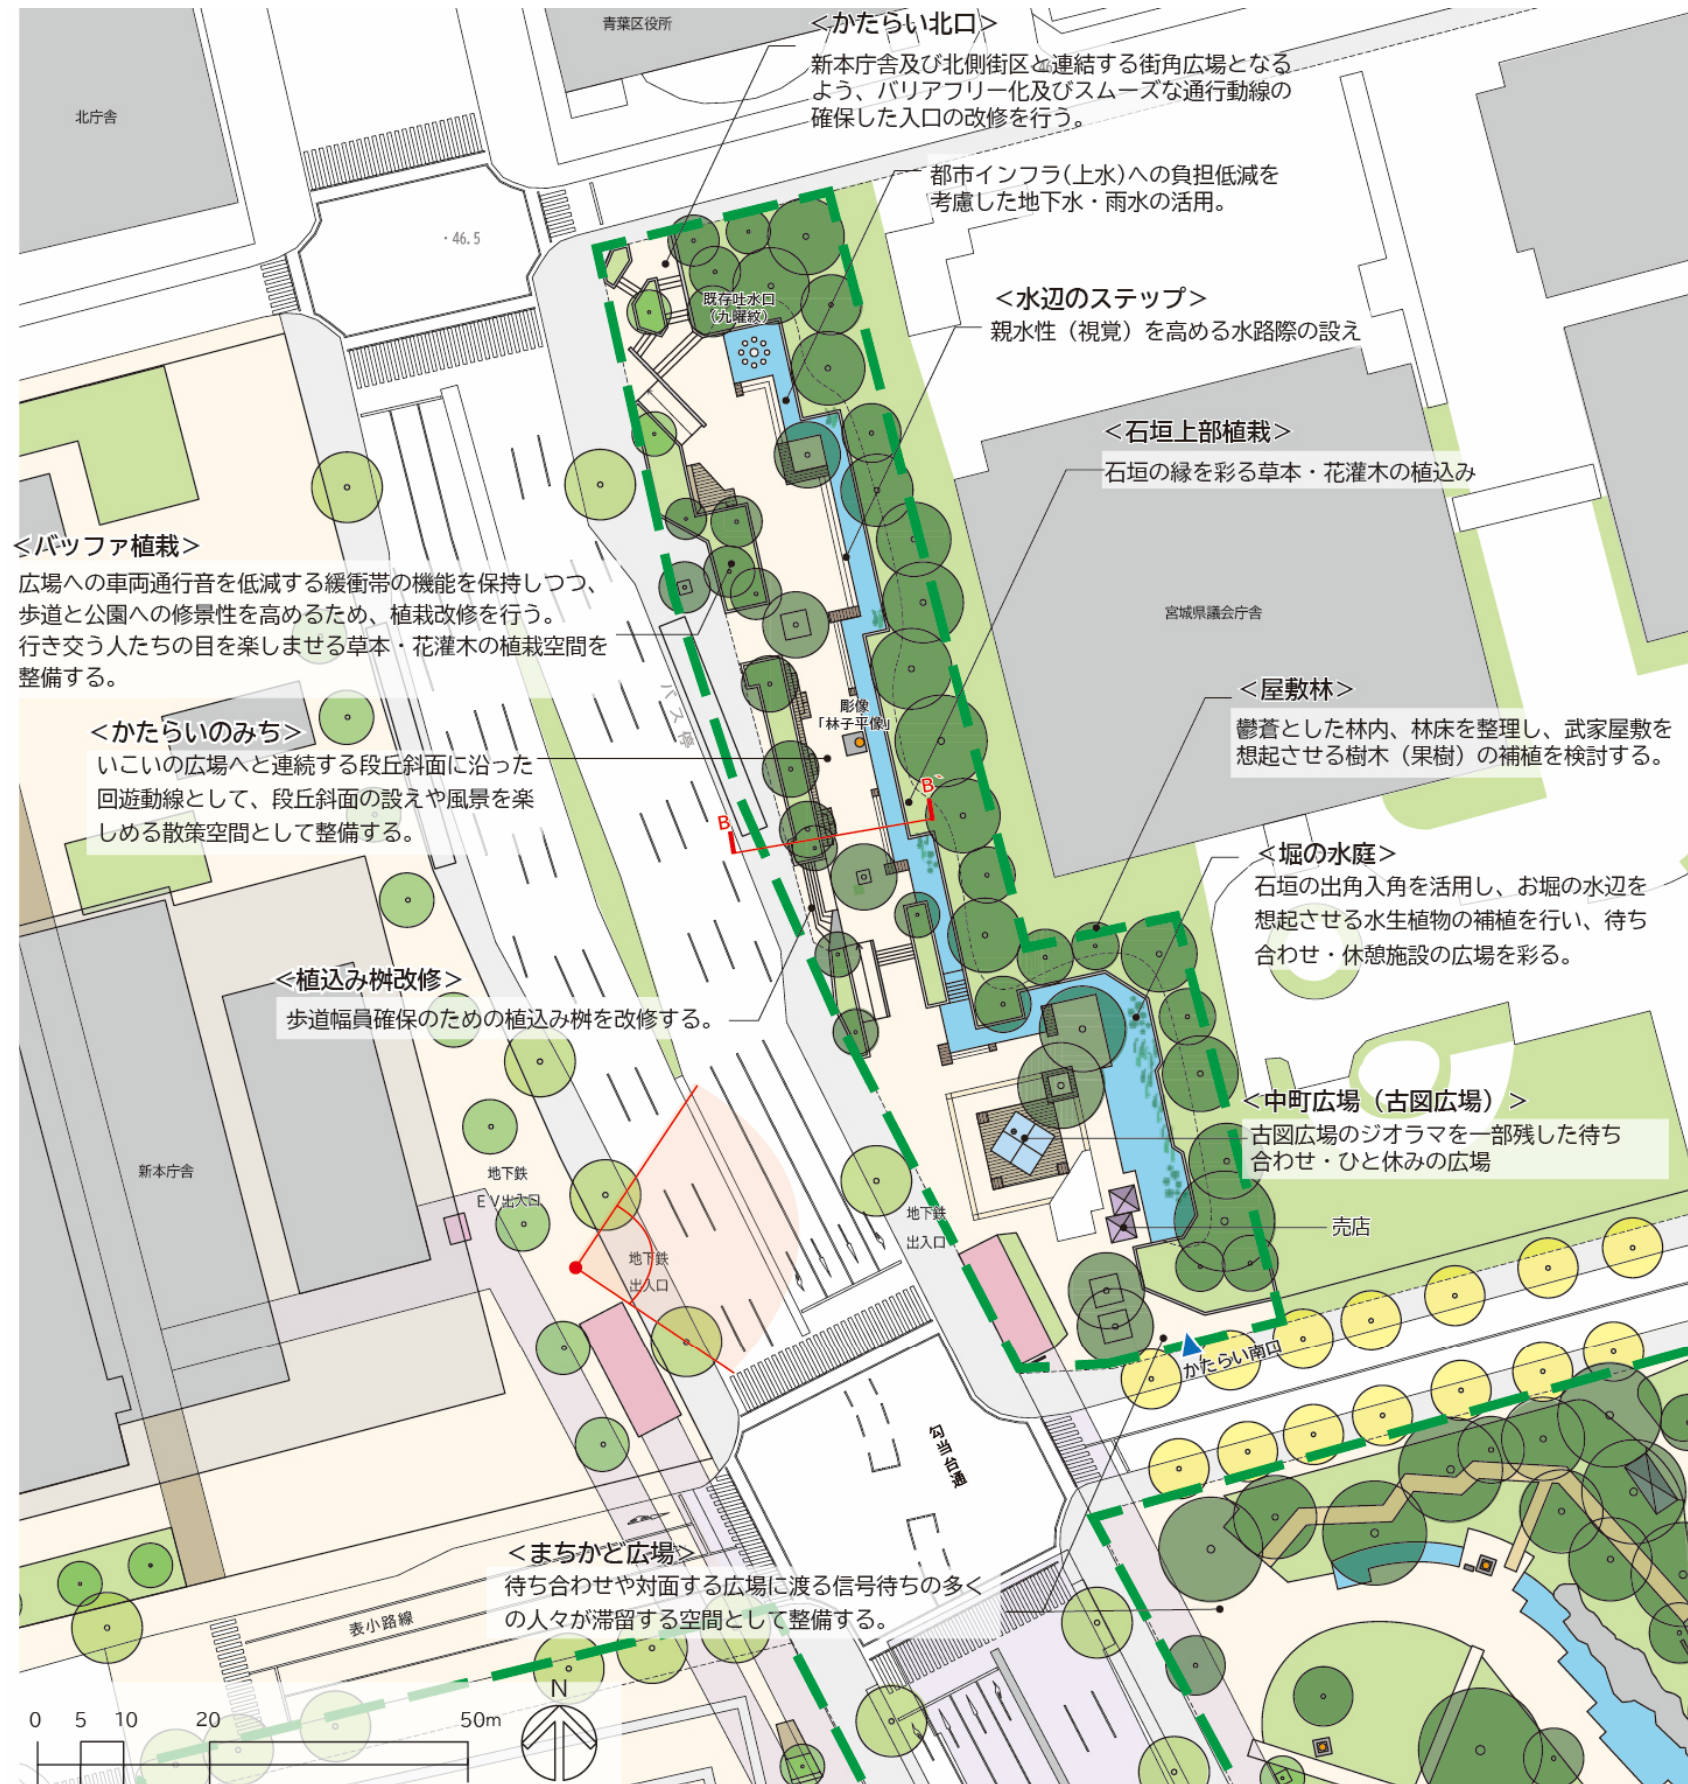 青葉区役所
<かたらい北口>
新本庁舎及び北側街区と連結する街角広場となる
よう、バリアフリー化及びスムーズな通行動線の
確保した入口の改修を行う。
北庁舎
都市インフラ(上水)への負担低減を
考慮した地下水・雨水の活用。
・46.5
既存吐水口
（九曜紋）
<水辺のステップ>
親水性（視覚）を高める水路際の設え
<石垣上部植栽>
石垣の縁を彩る草本・花灌木の植込み
<バッファ植栽>
広場への車両通行音を低減する緩衝帯の機能を保持しつつ、
歩道と公園への修景性を高めるため、植栽改修を行う。
行き交う人たちの目を楽しませる草本・花灌木の植栽空間を
整備する。
宮城県議会庁舎
バス停
彫像
「林子平像」
<屋敷林>
鬱蒼とした林内、林床を整理し、武家屋敷を
想起させる樹木（果樹）の補植を検討する。
<かたらいのみち>
いこいの広場へと連続する段丘斜面に沿った
回遊動線として、段丘斜面の設えや風景を楽
しめる散策空間として整備する。
B
B`
<堀の水庭>
石垣の出角入角を活用し、お堀の水辺を
想起させる水生植物の補植を行い、待ち
合わせ・休憩施設の広場を彩る。
<植込み桝改修>
歩道幅員確保のための植込み桝を改修する。
<中町広場（古図広場）>
古図広場のジオラマを一部残した待ち
合わせ・ひと休みの広場
新本庁舎
地下鉄
ＥＶ出入口
地下鉄
出入口
地下鉄
出入口
売店
かたらい南口
勾当台通
<まちかど広場>
待ち合わせや対面する広場に渡る信号待ちの多く
の人々が滞留する空間として整備する。
表小路線
N
0 5 10 20 50m